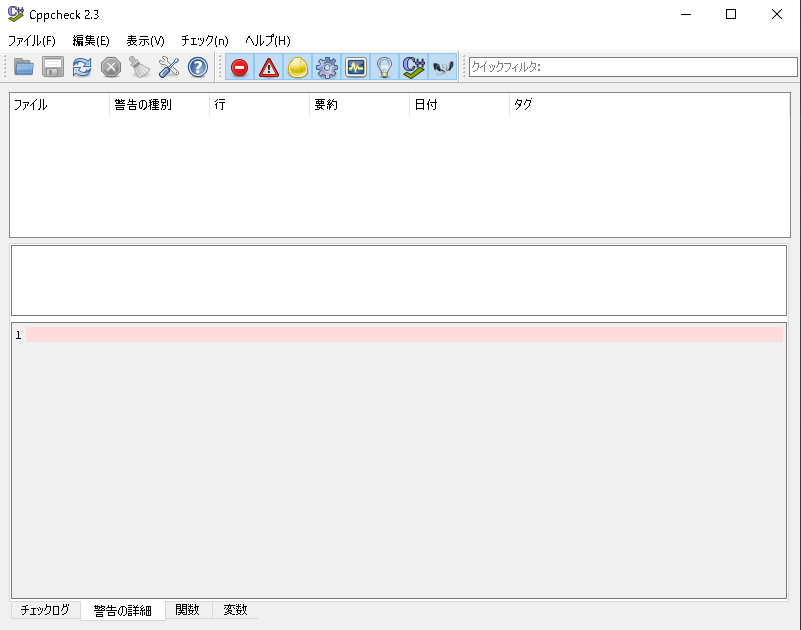 Cppcheck 2.3
ファイル(F) 編集(E) 表示(V) チェック(n) ヘルプ(H)
クイックフィルタ:
ファイル 警告の種別 行 要約 日付 タグ
1
チェックログ 警告の詳細 関数 変数